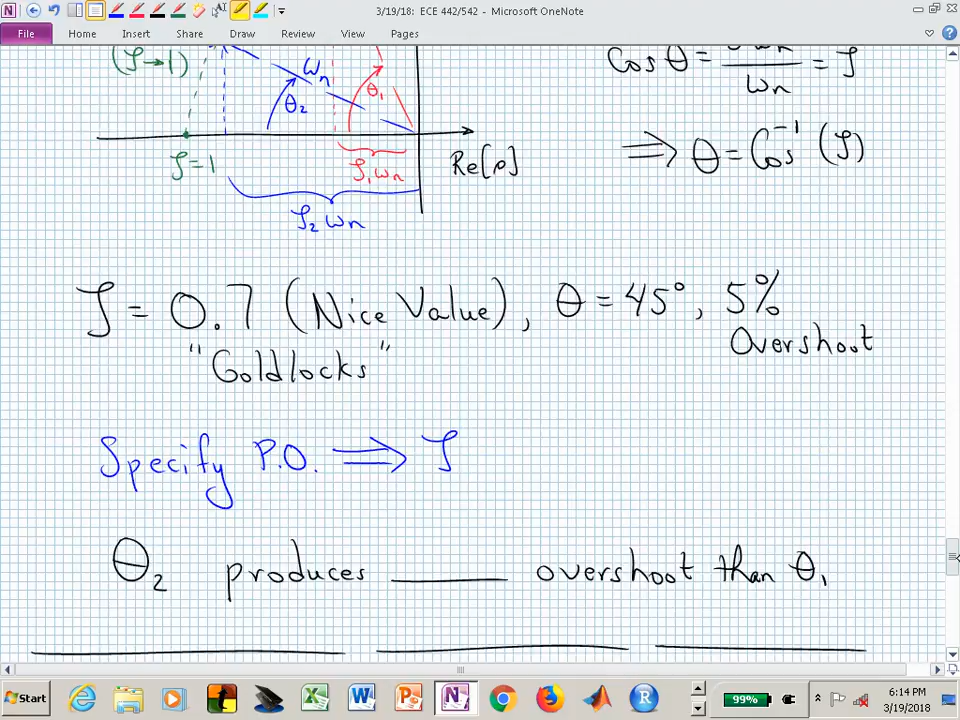 3/19/18: ECE 442/542 - Microsoft OneNote
File Home Insert Share Draw Review View Pages
(ζ→1)
ωn
θ2
θ1
Cos θ = ζωn / ωn = ζ
⇒ θ = Cos⁻¹ (ζ)
ζ=1
ζ1ωn
Re[p]
ζ2ωn
ζ = 0.7 (Nice Value), θ = 45°, 5%
Overshoot
"Goldlocks"
Specify P.O. ⇒ ζ
θ2 produces ______ overshoot than θ1
Start
99%
6:14 PM
3/19/2018